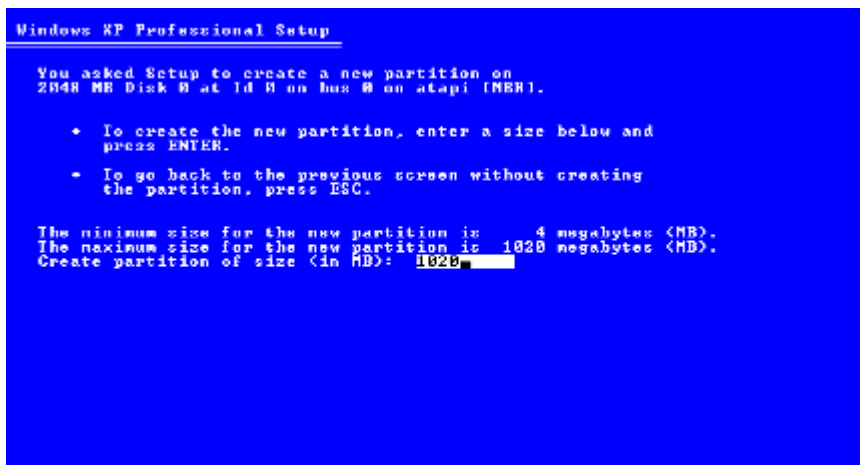 Windows XP Professional Setup
You asked Setup to create a new partition on
2048 MB Disk 0 at Id 0 on bus 0 on atapi [MBR].
• To create the new partition, enter a size below and
press ENTER.
• To go back to the previous screen without creating
the partition, press ESC.
The minimum size for the new partition is 4 megabytes (MB).
The maximum size for the new partition is 1020 megabytes (MB).
Create partition of size (in MB): 1020